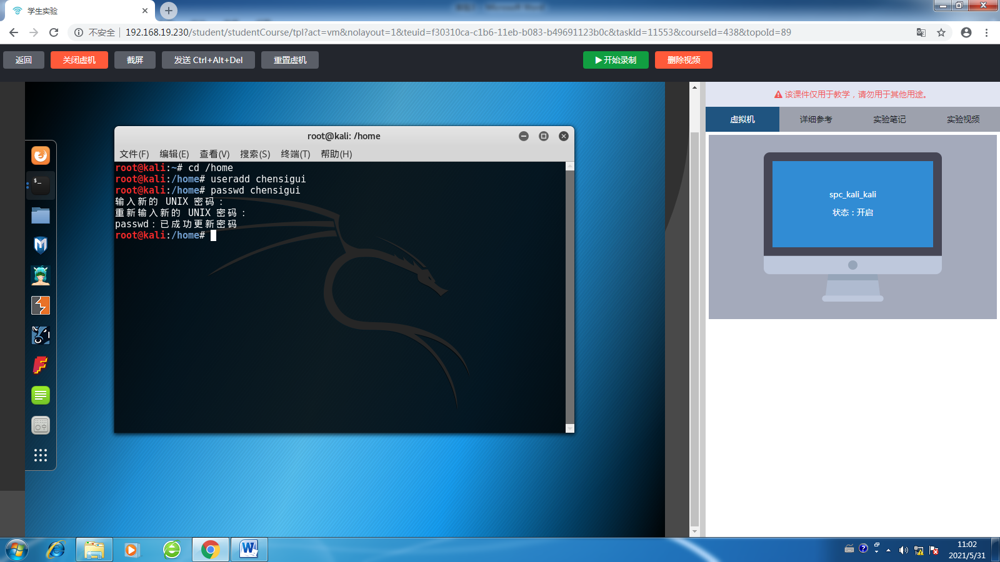 学生实验
不安全 192.168.19.230/student/studentCourse/tpl?act=vm&nolayout=1&teuid=f30310ca-c1b6-11eb-b083-b49691123b0c&taskId=11553&courseId=438&topoId=89
返回 关闭虚机 截屏 发送 Ctrl+Alt+Del 重置虚机 开始录制 删除视频
该课件仅用于教学，请勿用于其他用途。
虚拟机 详细参考 实验笔记 实验视频
spc_kali_kali
状态：开启
root@kali: /home
文件(F) 编辑(E) 查看(V) 搜索(S) 终端(T) 帮助(H)
root@kali:~# cd /home
root@kali:/home# useradd chensigui
root@kali:/home# passwd chensigui
输入新的 UNIX 密码：
重新输入新的 UNIX 密码：
passwd：已成功更新密码
root@kali:/home#
11:02
2021/5/31